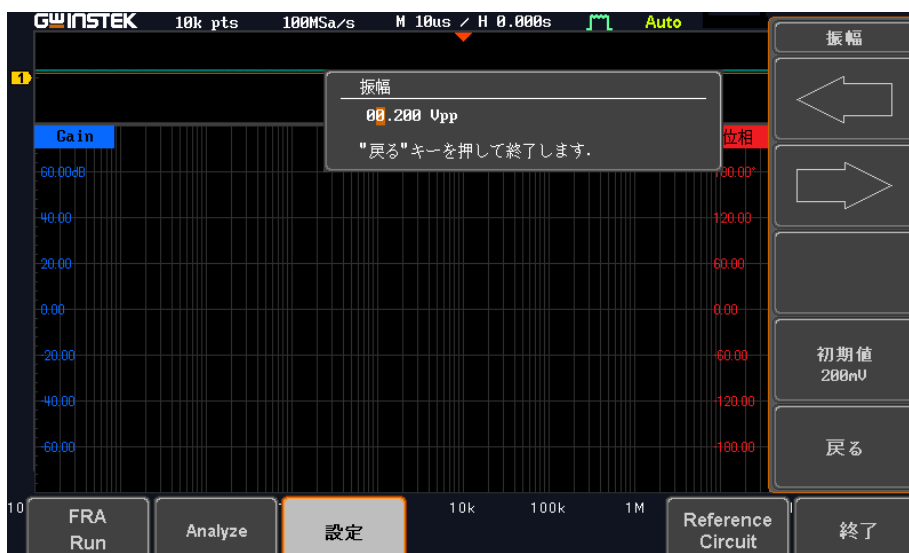 GWINSTEK 10k pts 100MSa/s M 10us / H 0.000s Auto
1
振幅
00.200 Vpp
"戻る"キーを押して終了します.
Gain
位相
60.00dB
40.00
20.00
0.00
-20.00
-40.00
-60.00
180.00°
120.00
60.00
0.00
-60.00
-120.00
-180.00
10
10k
100k
1M
振幅
初期値
200mV
戻る
FRA
Run
Analyze
設定
Reference
Circuit
終了